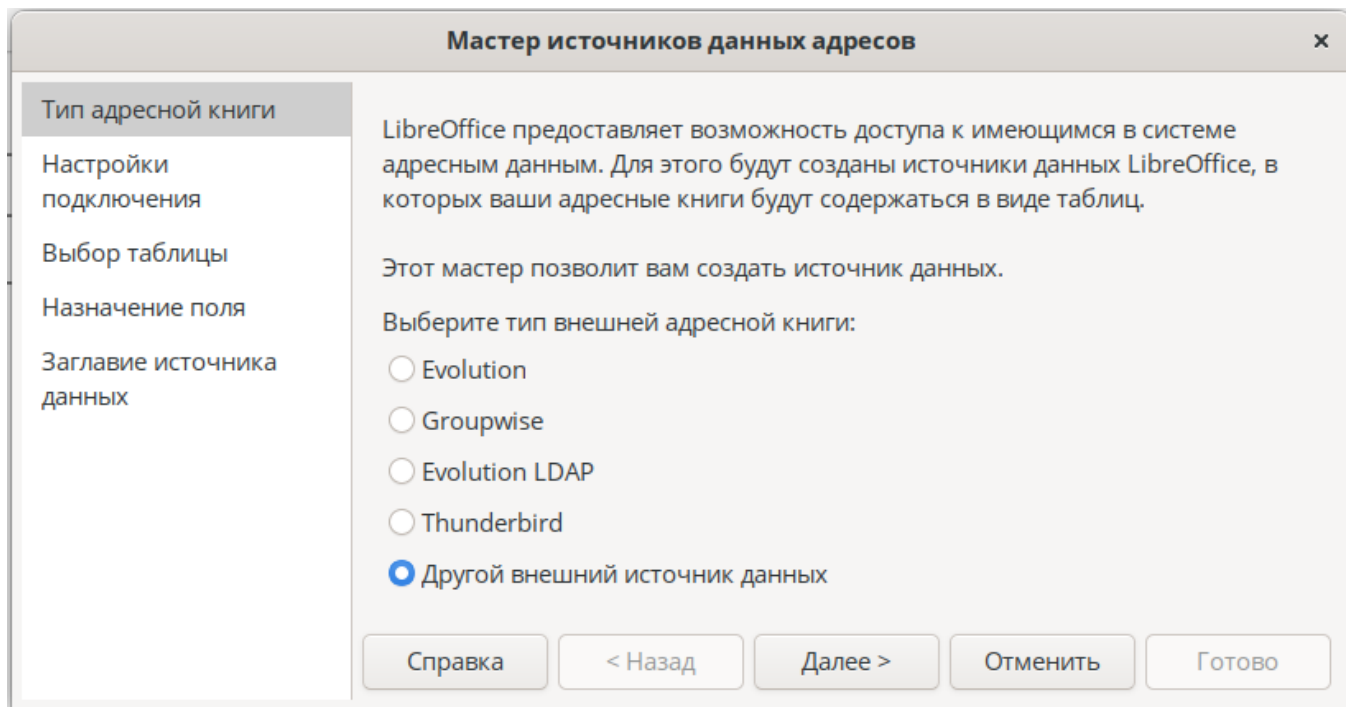 Мастер источников данных адресов
×
Тип адресной книги
Настройки
подключения
Выбор таблицы
Назначение поля
Заглавие источника
данных
LibreOffice предоставляет возможность доступа к имеющимся в системе
адресным данным. Для этого будут созданы источники данных LibreOffice, в
которых ваши адресные книги будут содержаться в виде таблиц.
Этот мастер позволит вам создать источник данных.
Выберите тип внешней адресной книги:
Evolution
Groupwise
Evolution LDAP
Thunderbird
Другой внешний источник данных
Справка
< Назад
Далее >
Отменить
Готово